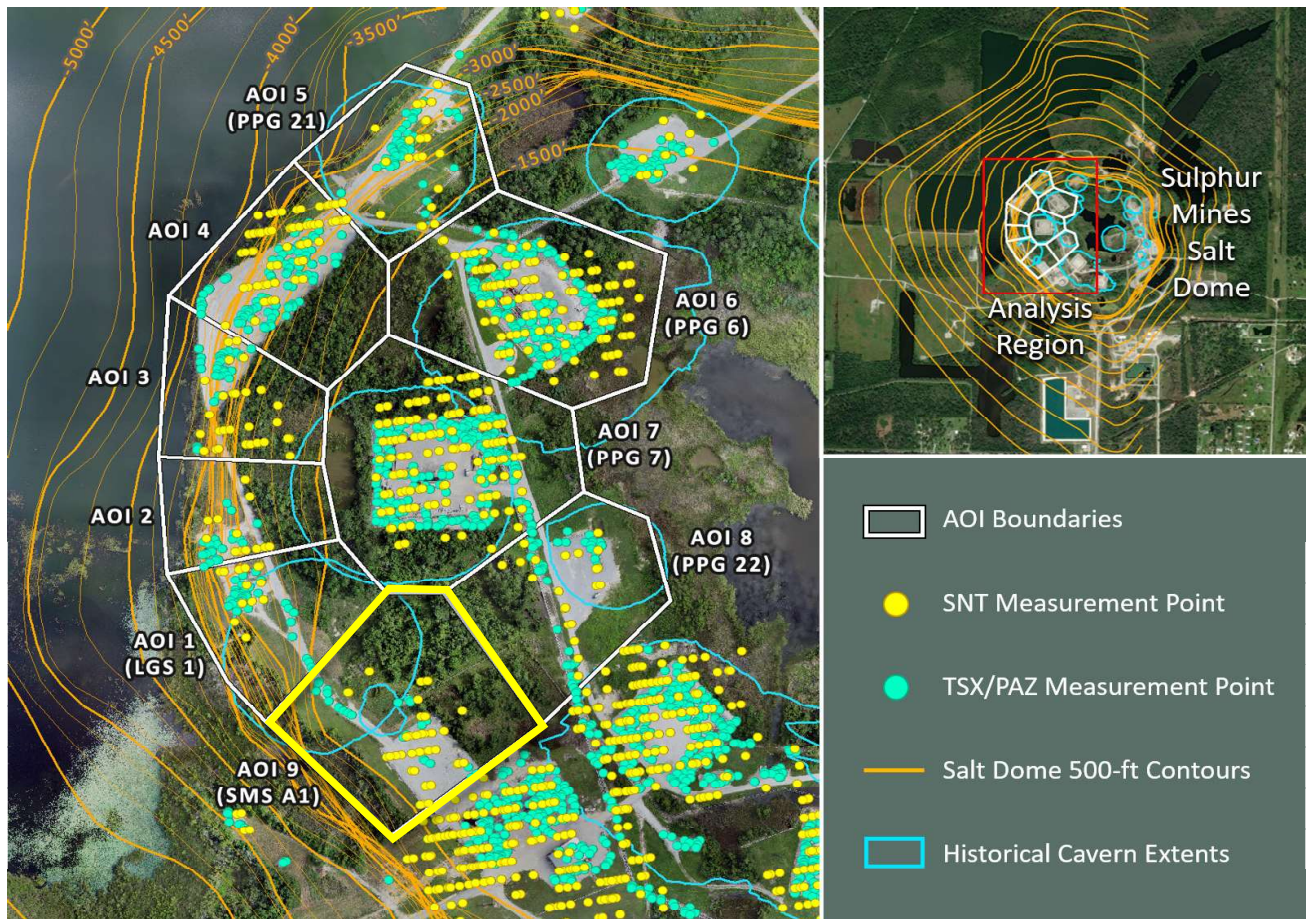 -5000'
-4500'
-4000'
-3500'
-3000'
-2500'
-2000'
-1500'
AOI 5
(PPG 21)
AOI 4
AOI 3
AOI 2
AOI 1
(LGS 1)
AOI 9
(SMS A1)
AOI 6
(PPG 6)
AOI 7
(PPG 7)
AOI 8
(PPG 22)
Sulphur
Mines
Salt
Dome
Analysis
Region
AOI Boundaries
SNT Measurement Point
TSX/PAZ Measurement Point
Salt Dome 500-ft Contours
Historical Cavern Extents